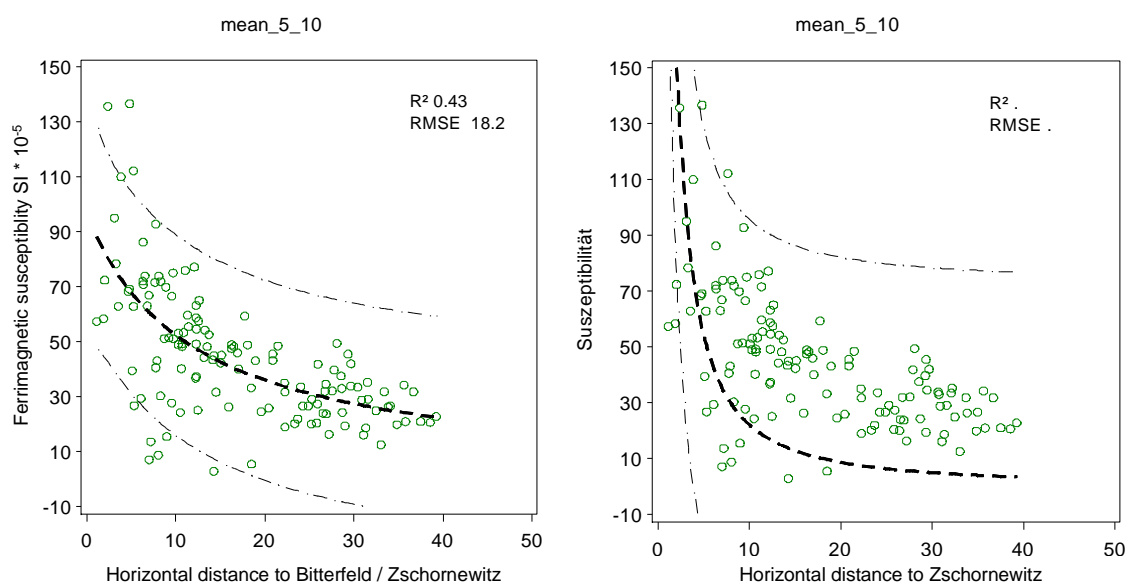 mean_5_10
150
130
110
90
70
50
30
10
-10
Ferrimagnetic susceptiblity SI * 10⁻⁵
R² 0.43
RMSE 18.2
0 10 20 30 40 50
Horizontal distance to Bitterfeld / Zschornewitz
mean_5_10
150
130
110
90
70
50
30
10
-10
Suszeptibilität
R² .
RMSE .
0 10 20 30 40 50
Horizontal distance to Zschornewitz